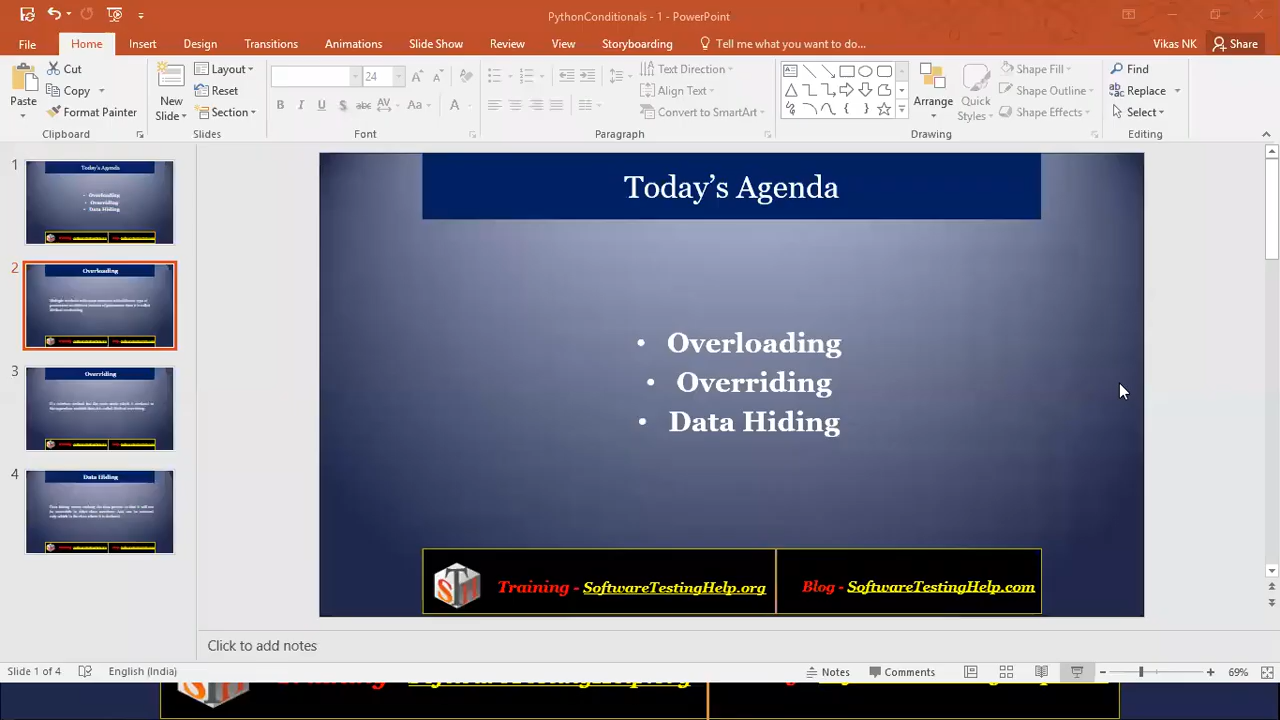 PythonConditionals - 1 - PowerPoint
File Home Insert Design Transitions Animations Slide Show Review View Storyboarding Tell me what you want to do... Vikas NK Share
Paste Cut Copy Format Painter
New Slide Layout Reset Section
24
B I U S abc AV Aa A
Text Direction Align Text Convert to SmartArt
Arrange Quick Styles Shape Fill Shape Outline Shape Effects
Find Replace Select
Clipboard Slides Font Paragraph Drawing Editing
1
Today's Agenda
• Overloading
• Overriding
• Data Hiding
2
Overloading
3
Overriding
4
Data Hiding
Today's Agenda
• Overloading
• Overriding
• Data Hiding
Training - SoftwareTestingHelp.org
Blog - SoftwareTestingHelp.com
Click to add notes
Slide 1 of 4 English (India) Notes Comments 69%